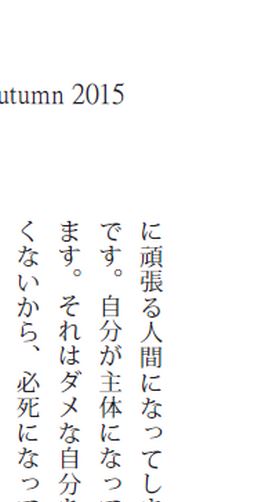 utumn 2015
に頑張る人間になってし
です。自分が主体になって
ます。それはダメな自分
くないから、必死になって